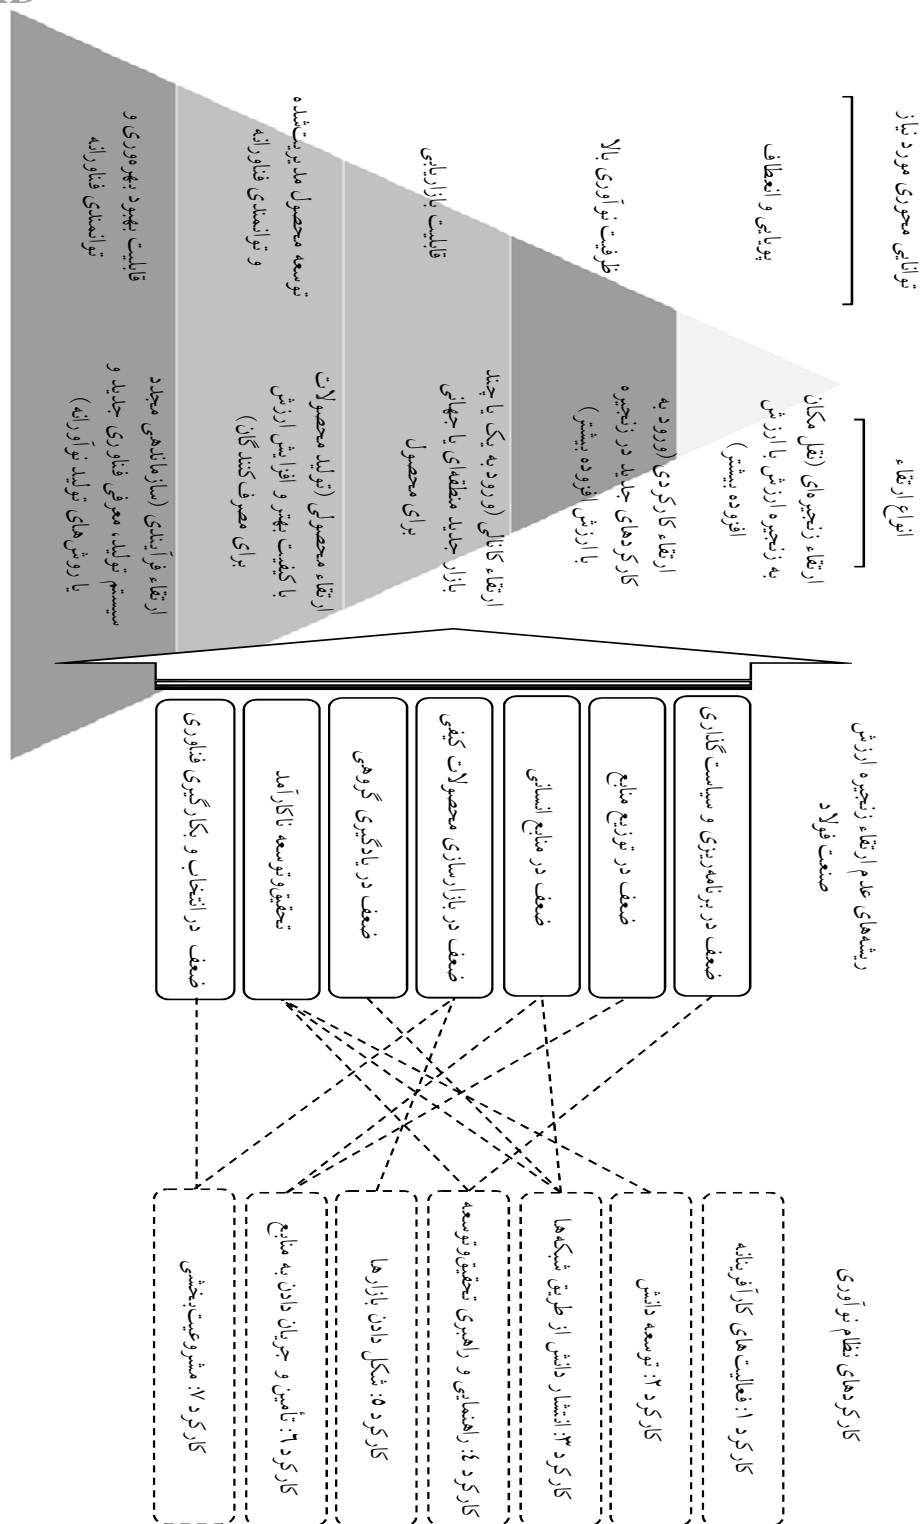 توانایی محوری مورد نیاز
پویایی و انعطاف
ظرفیت نوآوری بالا
قابلیت بازاریابی
توسعه محصول مدیریت‌شده
و توانمندی فناورانه
قابلیت بهبود بهره‌وری و
توانمندی فناورانه
انواع ارتقاء
ارتقاء زنجیره‌ای (نقل مکان
به زنجیره ارزش با ارزش
افزوده بیشتر)
ارتقاء کارکردی (ورود به
کارکردهای جدید در زنجیره
با ارزش افزوده بیشتر)
ارتقاء کانالی (ورود به یک یا چند
بازار جدید منطقه‌ای یا جهانی
برای محصول
ارتقاء محصولی (تولید محصولات
با کیفیت بهتر و افزایش ارزش
برای مصرف‌کنندگان)
ارتقاء فرآیندی (سازماندهی مجدد
سیستم تولید، معرفی فناوری جدید و
یا روش‌های تولید نوآورانه)
ریشه‌های عدم ارتقاء زنجیره ارزش
صنعت فولاد
ضعف در برنامه‌ریزی و سیاست‌گذاری
ضعف در توزیع منابع
ضعف در منابع انسانی
ضعف در بازارسازی محصولات کیفی
ضعف در یادگیری گروهی
تحقیق‌وتوسعه ناکارآمد
ضعف در انتخاب و بکارگیری فناوری
کارکردهای نظام نوآوری
کارکرد ۱: فعالیت‌های کارآفرینانه
کارکرد ۲: توسعه دانش
کارکرد ۳: انتشار دانش از طریق شبکه‌ها
کارکرد ٤: راهنمایی و راهبری تحقیق‌وتوسعه
کارکرد ٥: شکل دادن بازارها
کارکرد ٦: تأمین و جریان دادن به منابع
کارکرد ۷: مشروعیت‌بخشی